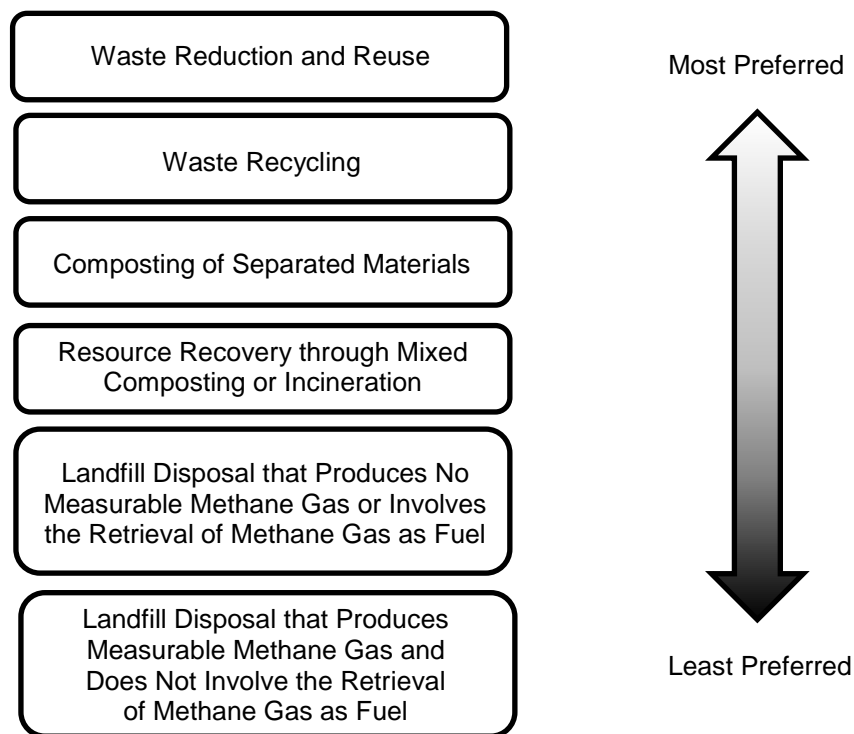 Waste Reduction and Reuse
Most Preferred
Waste Recycling
Composting of Separated Materials
Resource Recovery through Mixed
Composting or Incineration
Landfill Disposal that Produces No
Measurable Methane Gas or Involves
the Retrieval of Methane Gas as Fuel
Landfill Disposal that Produces
Measurable Methane Gas and
Does Not Involve the Retrieval
of Methane Gas as Fuel
Least Preferred